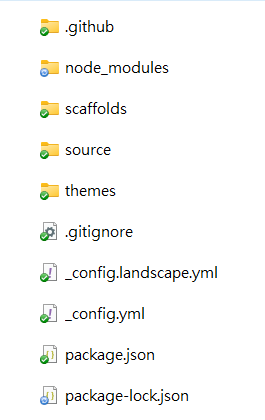 .github
node_modules
scaffolds
source
themes
.gitignore
_config.landscape.yml
_config.yml
package.json
package-lock.json